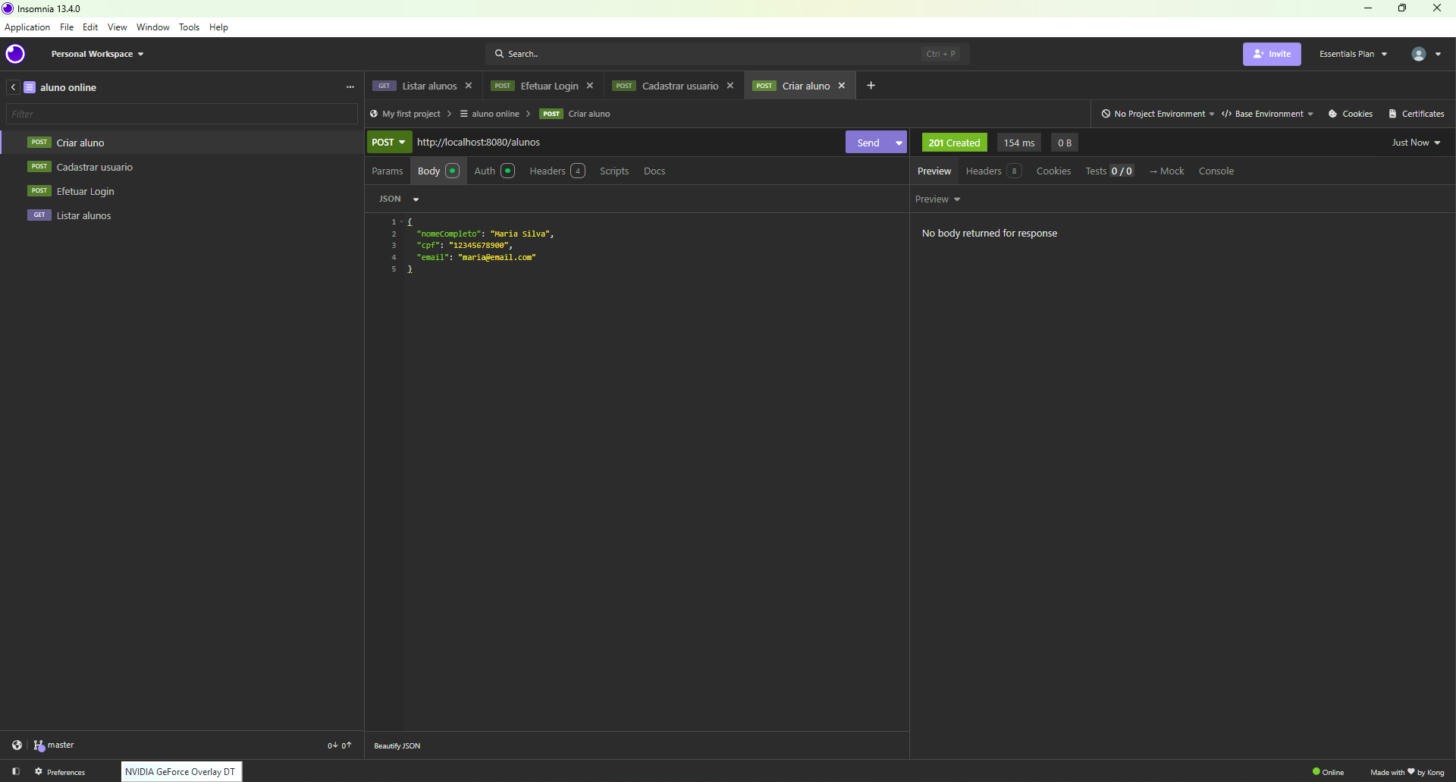 Insomnia 13.4.0
Application File Edit View Window Tools Help
Personal Workspace
Search..
Ctrl + P
Invite
Essentials Plan
aluno online
GET Listar alunos
POST Efetuar Login
POST Cadastrar usuario
POST Criar aluno
Filter
My first project > aluno online > POST Criar aluno
No Project Environment
Base Environment
Cookies
Certificates
POST Criar aluno
POST Cadastrar usuario
POST Efetuar Login
GET Listar alunos
POST http://localhost:8080/alunos
Send
201 Created 154 ms 0 B
Just Now
Params Body Auth Headers 4 Scripts Docs
Preview Headers 8 Cookies Tests 0 / 0 → Mock Console
JSON
Preview
1 {
2 "nomeCompleto": "Maria Silva",
3 "cpf": "12345678900",
4 "email": "maria@email.com"
5 }
No body returned for response
master
0↓ 0↑
Beautify JSON
Preferences
NVIDIA GeForce Overlay DT
Online
Made with ♥ by Kong